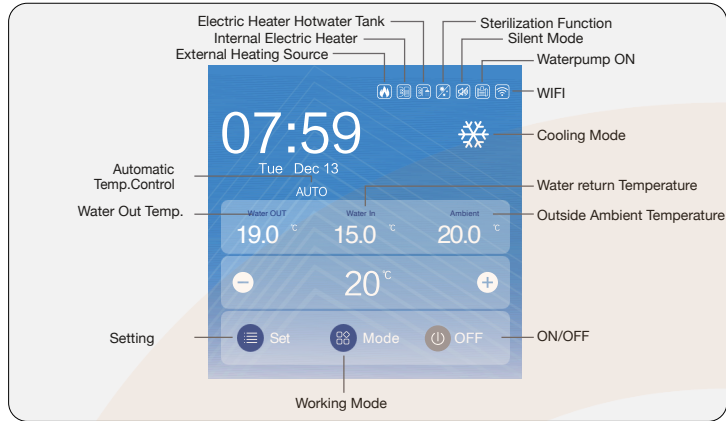 Electric Heater Hotwater Tank
Sterilization Function
Internal Electric Heater
Silent Mode
External Heating Source
Waterpump ON
WIFI
07:59
Cooling Mode
Tue Dec 13
Automatic
Temp.Control
AUTO
Water return Temperature
Water Out Temp.
Water OUT
Water In
Ambient
Outside Ambient Temperature
19.0 °C
15.0 °C
20.0 °C
20°C
Setting
Set
Mode
OFF
ON/OFF
Working Mode